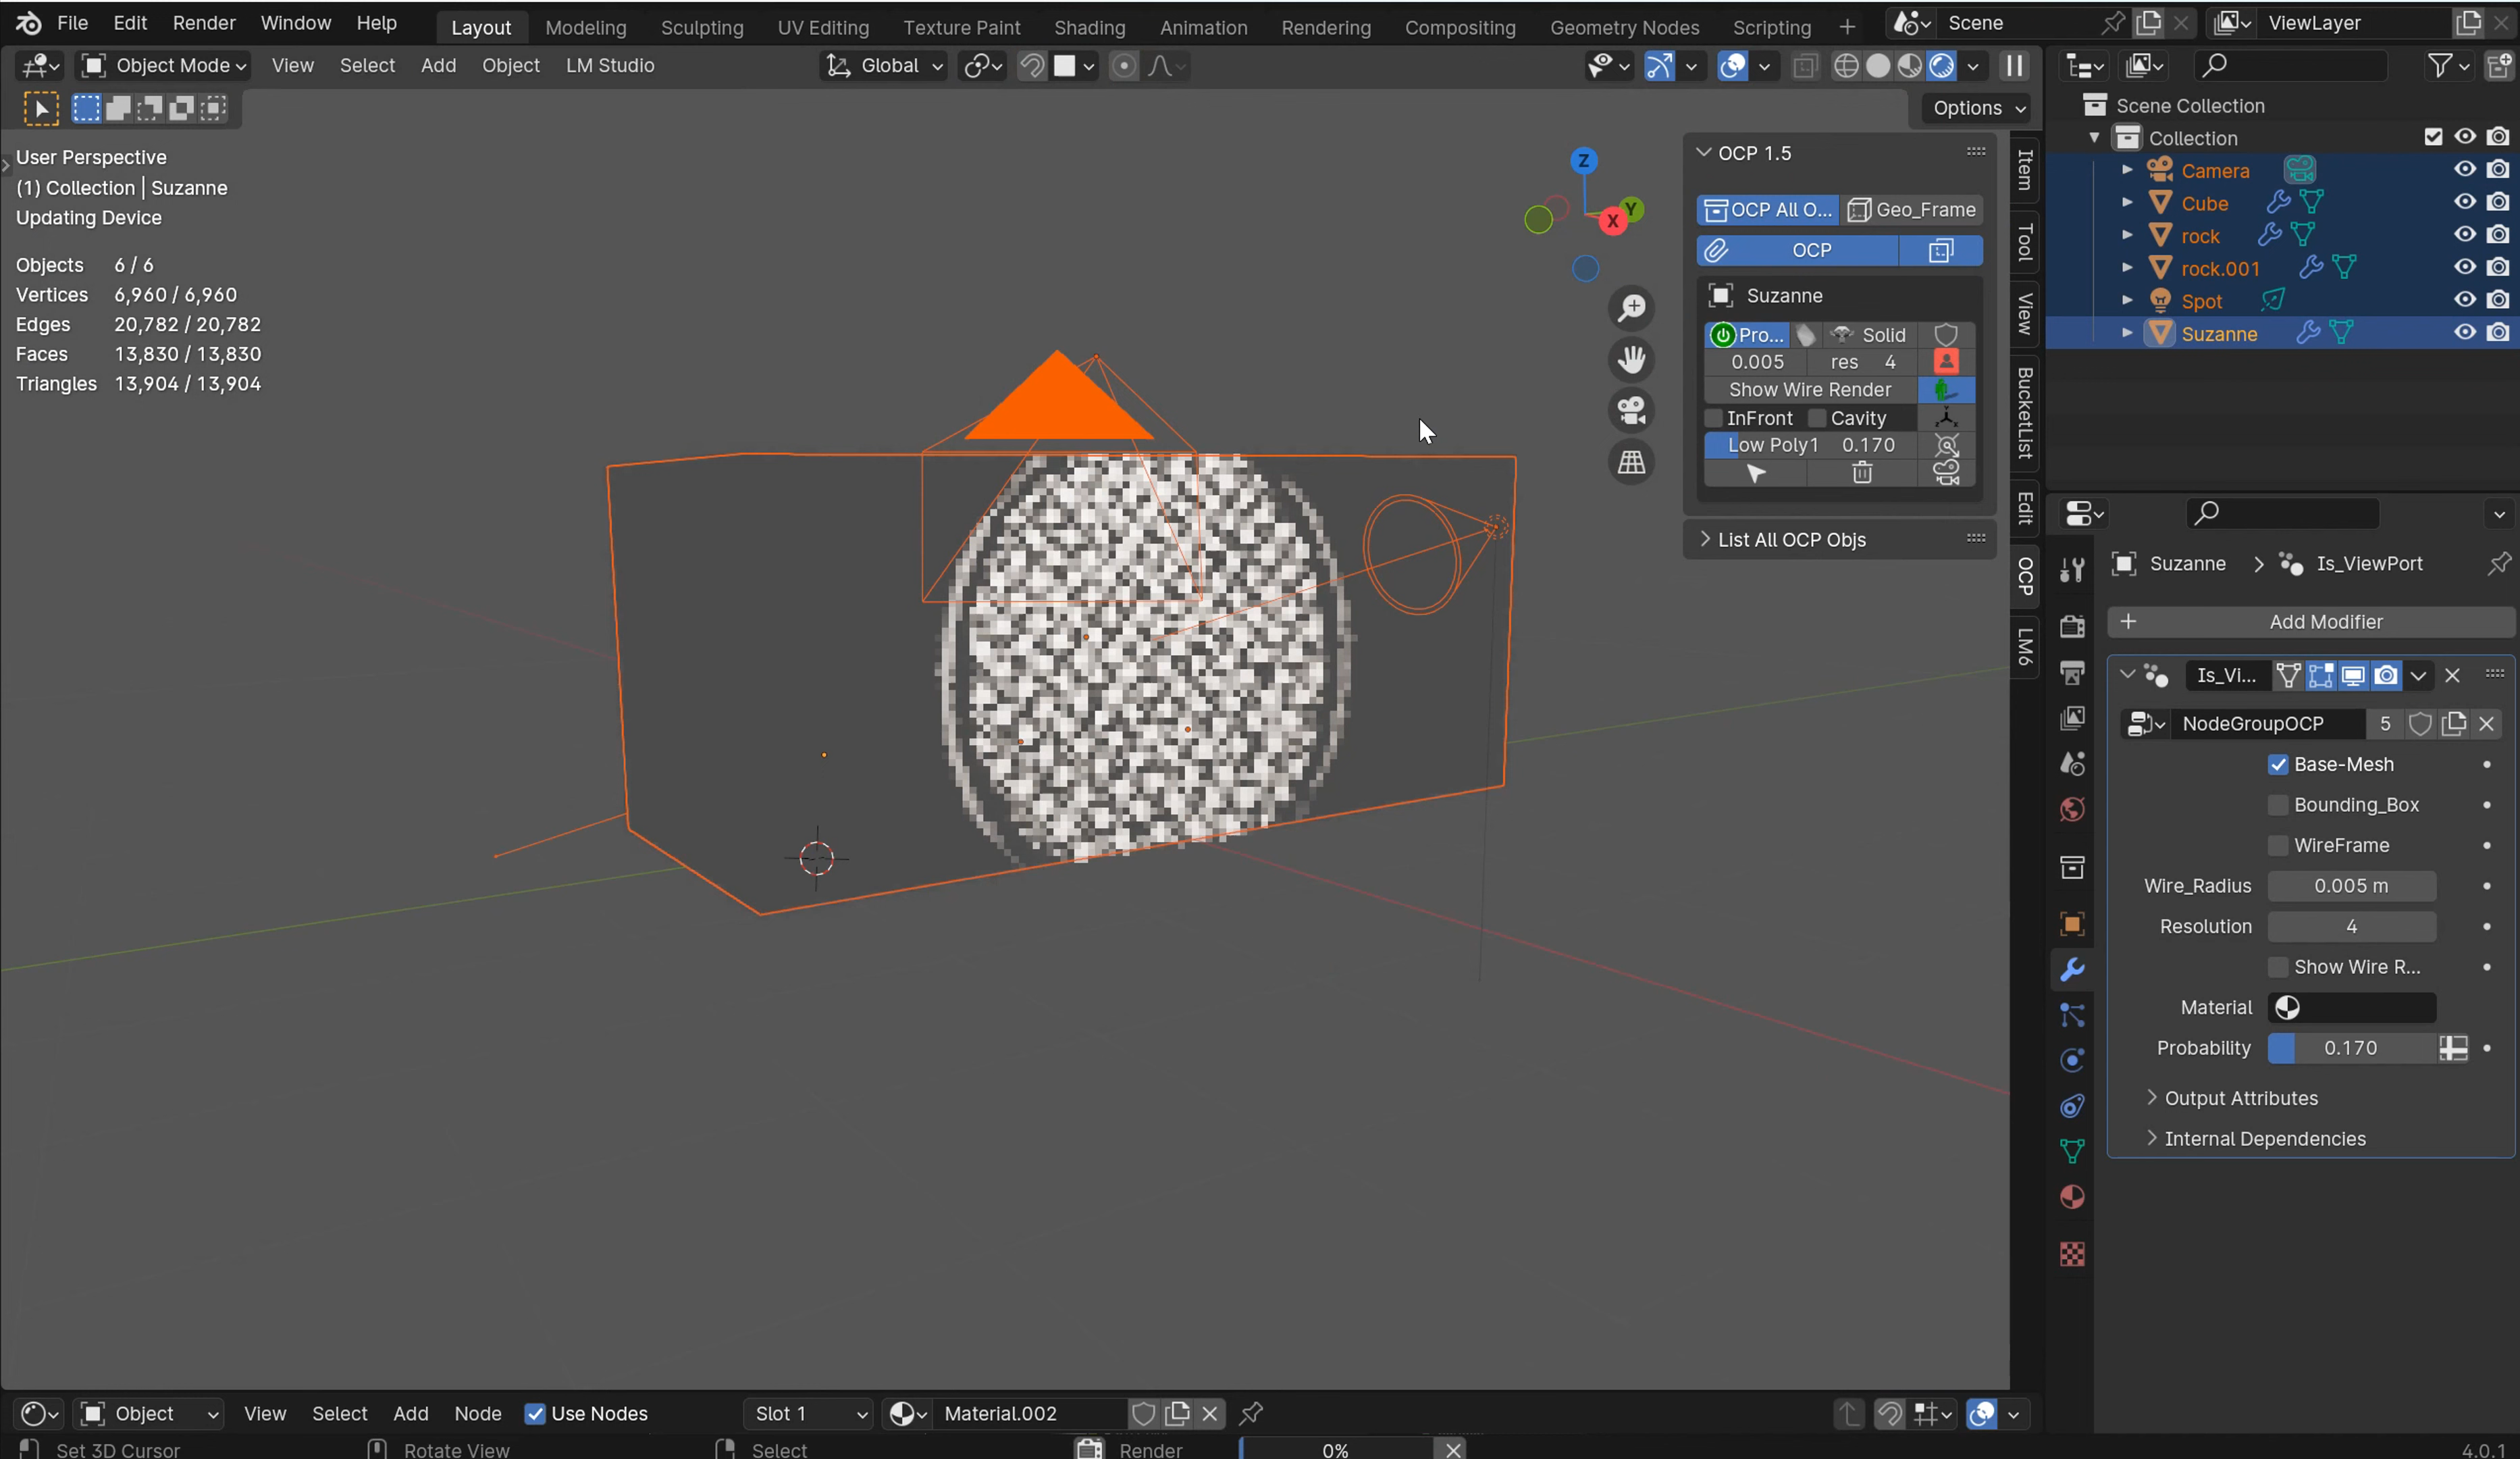 File Edit Render Window Help Layout Modeling Sculpting UV Editing Texture Paint Shading Animation Rendering Compositing Geometry Nodes Scripting + Scene ViewLayer
Object Mode View Select Add Object LM Studio Global
Options
User Perspective
(1) Collection | Suzanne
Updating Device
Objects 6 / 6
Vertices 6,960 / 6,960
Edges 20,782 / 20,782
Faces 13,830 / 13,830
Triangles 13,904 / 13,904
Z
Y
X
OCP 1.5
OCP All O... Geo_Frame
OCP
Suzanne
Pro... Solid
0.005 res 4
Show Wire Render
InFront Cavity
Low Poly1 0.170
List All OCP Objs
Item
Tool
View
BucketList
Edit
OCP
LM6
Scene Collection
Collection
Camera
Cube
rock
rock.001
Spot
Suzanne
Suzanne > Is_ViewPort
+ Add Modifier
Is_Vi...
NodeGroupOCP 5
Base-Mesh
Bounding_Box
WireFrame
Wire_Radius 0.005 m
Resolution 4
Show Wire R...
Material
Probability 0.170
Output Attributes
Internal Dependencies
Object View Select Add Node Use Nodes Slot 1 Material.002
Set 3D Cursor Rotate View Select Render 0% 4.0.1